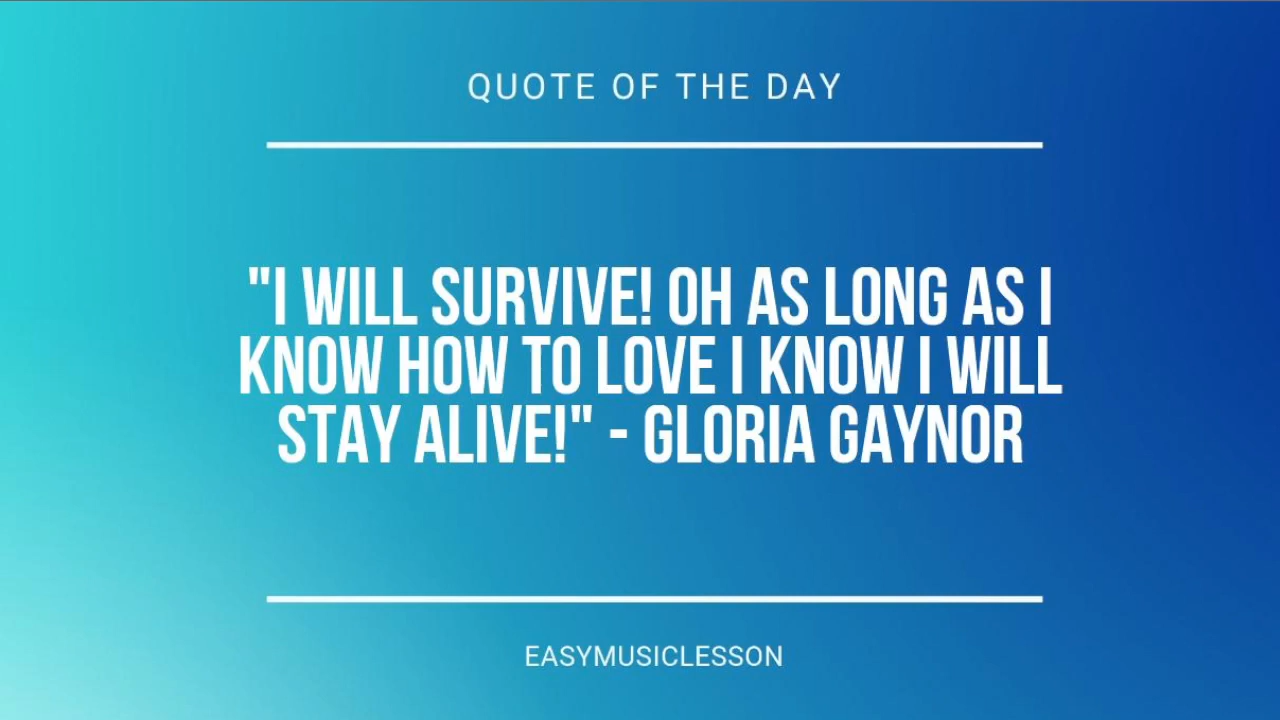 QUOTE OF THE DAY
"I WILL SURVIVE! OH AS LONG AS I
KNOW HOW TO LOVE I KNOW I WILL
STAY ALIVE!" - GLORIA GAYNOR
EASYMUSICLESSON